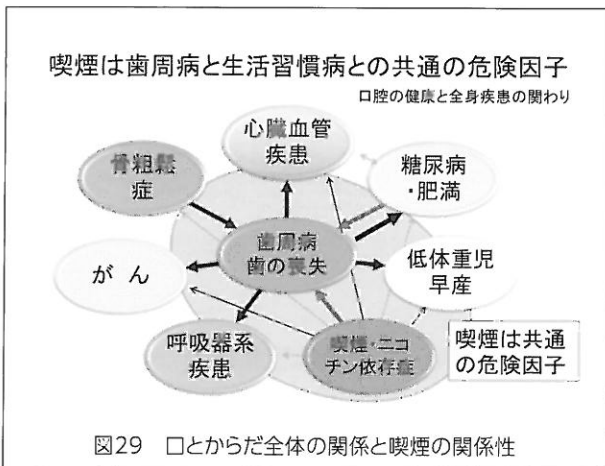 喫煙は歯周病と生活習慣病との共通の危険因子
口腔の健康と全身疾患の関わり
心臓血管
疾患
骨粗鬆
症
糖尿病
・肥満
歯周病
歯の喪失
がん
低体重児
早産
呼吸器系
疾患
喫煙・ニコ
チン依存症
喫煙は共通
の危険因子
図29　口とからだ全体の関係と喫煙の関係性